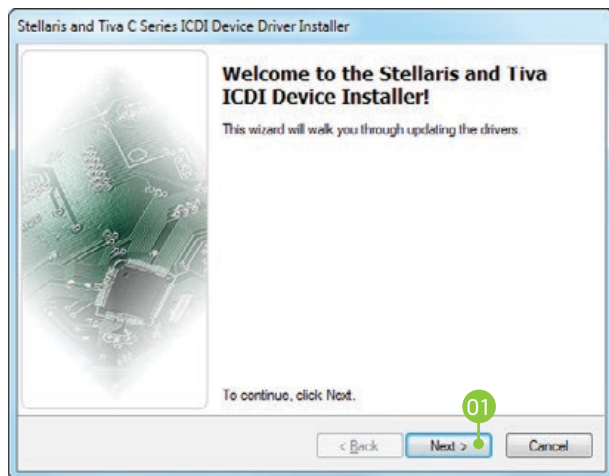 Stellaris and Tiva C Series ICDI Device Driver Installer
Welcome to the Stellaris and Tiva
ICDI Device Installer!
This wizard will walk you through updating the drivers.
To continue, click Next.
01
< Back Next > Cancel